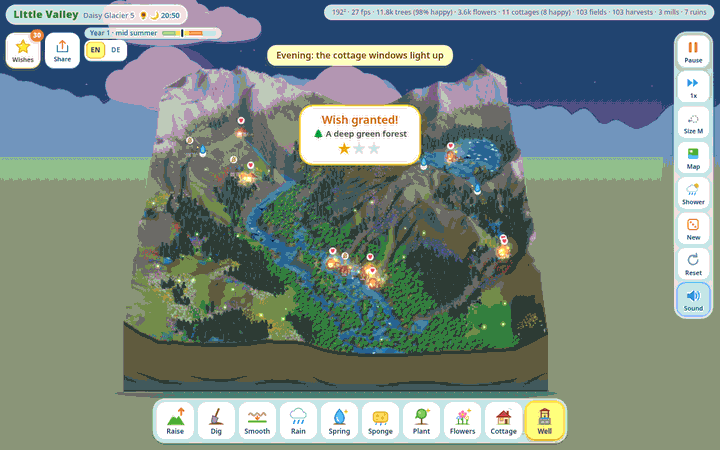 Little Valley Daisy Glacier 5 20:50
Year 1 · mid summer
192² · 27 fps · 11.8k trees (98% happy) · 3.6k flowers · 11 cottages (8 happy) · 103 fields · 103 harvests · 3 mills · 7 ruins
30
Wishes
Share
EN
DE
Evening: the cottage windows light up
Wish granted!
A deep green forest
Pause
1x
Size M
Map
Shower
New
Reset
Sound
Raise
Dig
Smooth
Rain
Spring
Sponge
Plant
Flowers
Cottage
Well